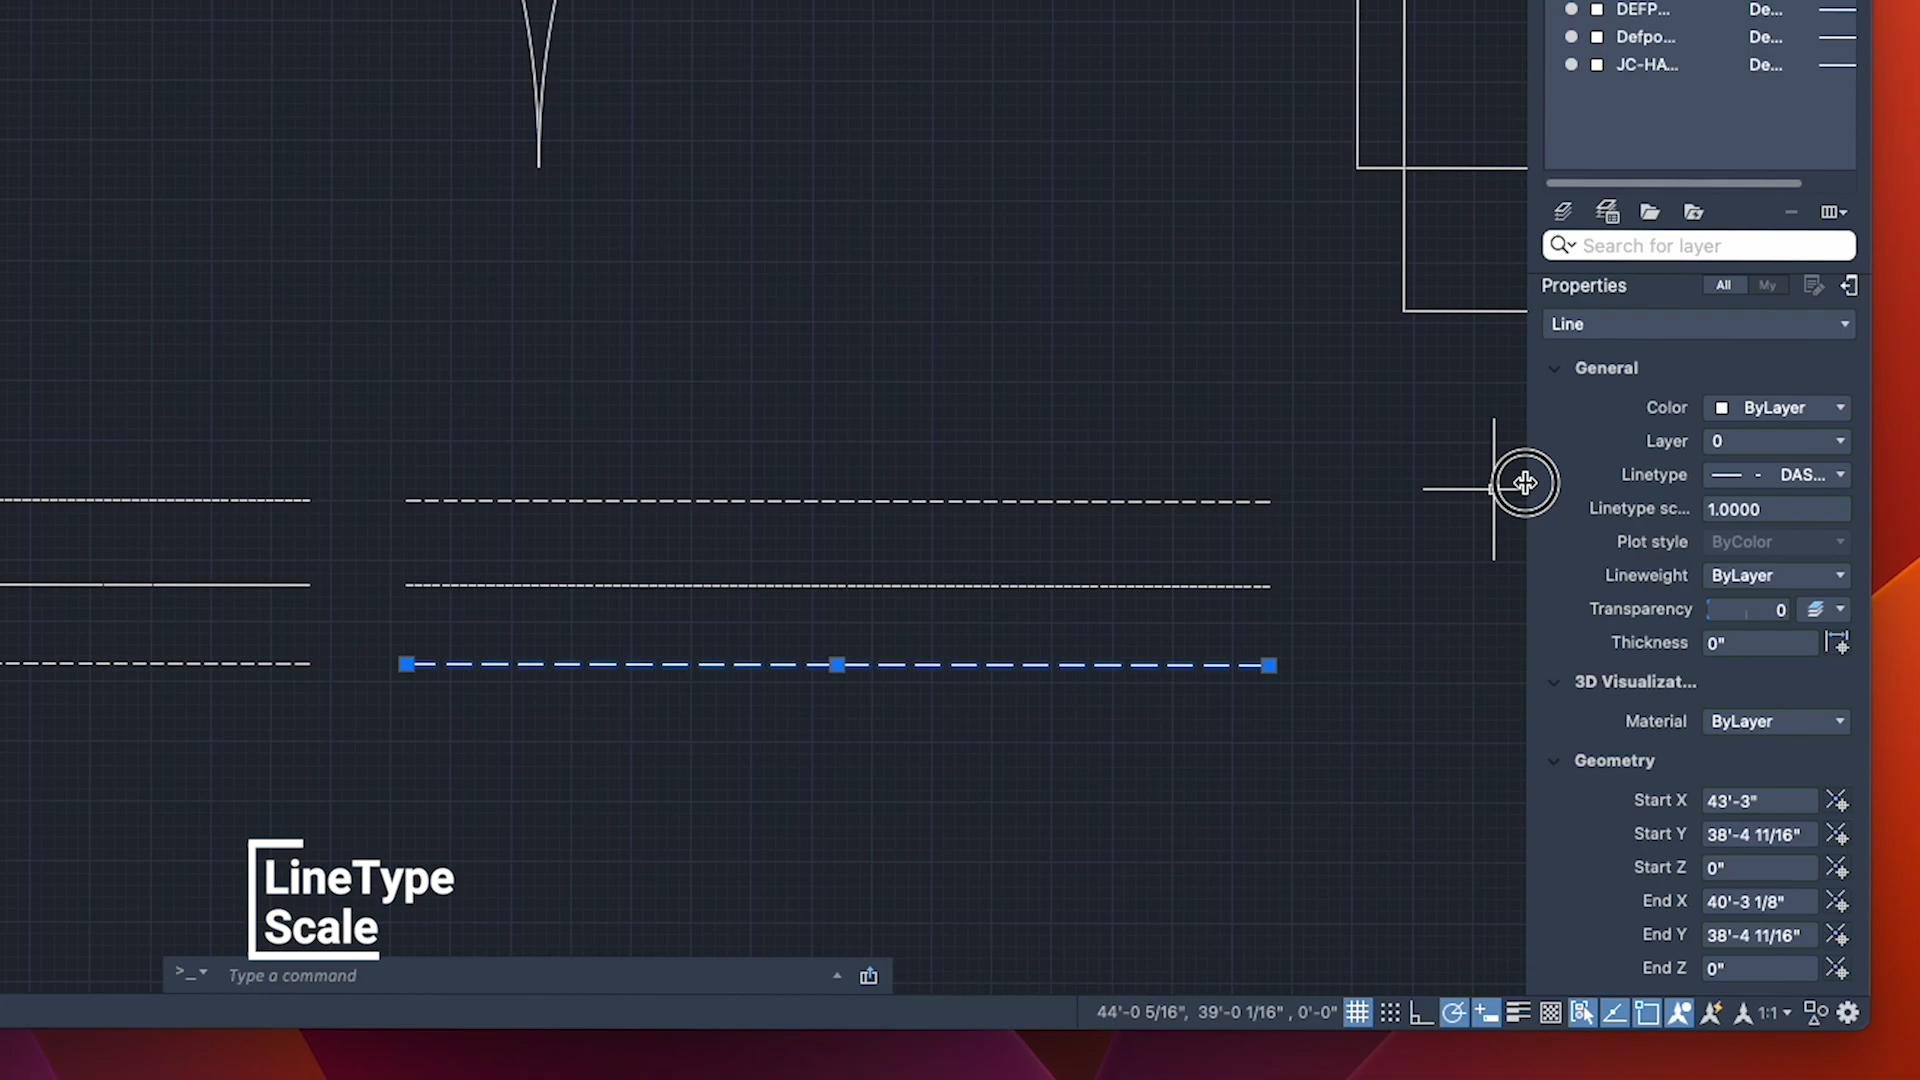 DEFP... De...
Defpo... De...
JC-HA... De...
Search for layer
Properties All My
Line
General
Color ByLayer
Layer 0
Linetype DAS...
Linetype sc... 1.0000
Plot style ByColor
Lineweight ByLayer
Transparency 0
Thickness 0"
3D Visualizat...
Material ByLayer
Geometry
Start X 43'-3"
Start Y 38'-4 11/16"
Start Z 0"
End X 40'-3 1/8"
End Y 38'-4 11/16"
End Z 0"
LineType
Scale
>_ Type a command
44'-0 5/16", 39'-0 1/16" , 0'-0" 1:1